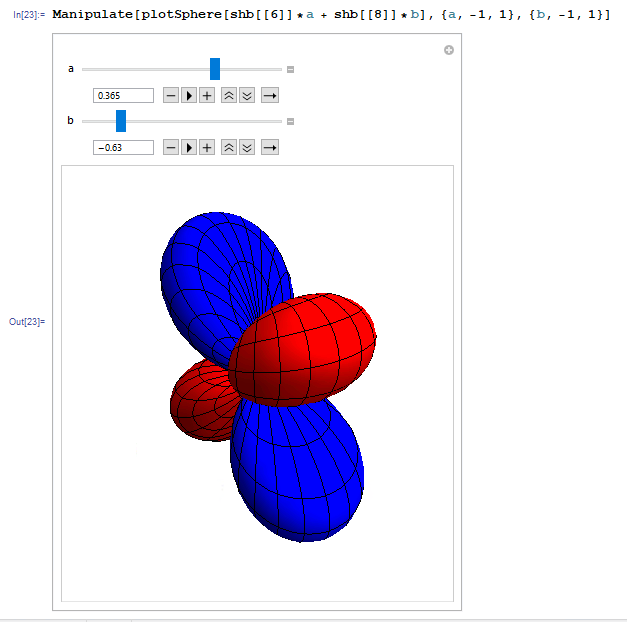 In[23]:= Manipulate[plotSphere[shb[[6]]*a + shb[[8]]*b], {a, -1, 1}, {b, -1, 1}]
a
0.365
b
-0.63
Out[23]=